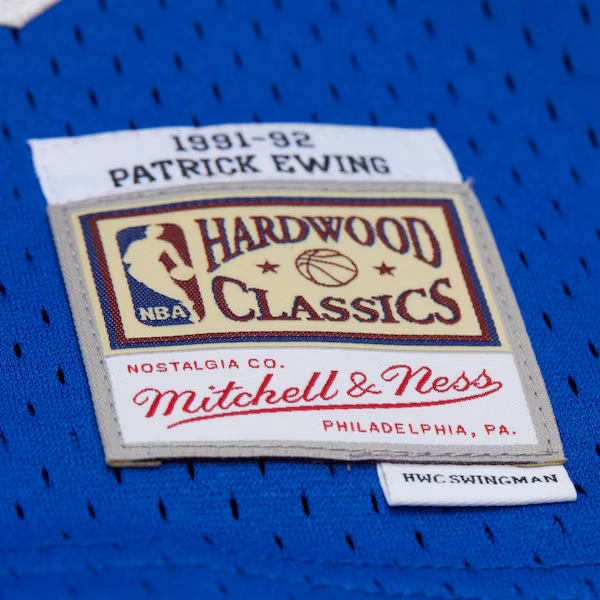 1991-92
PATRICK EWING
HARDWOOD
CLASSICS
NBA
NOSTALGIA CO.
Mitchell & Ness
PHILADELPHIA, PA.
HWC SWINGMAN